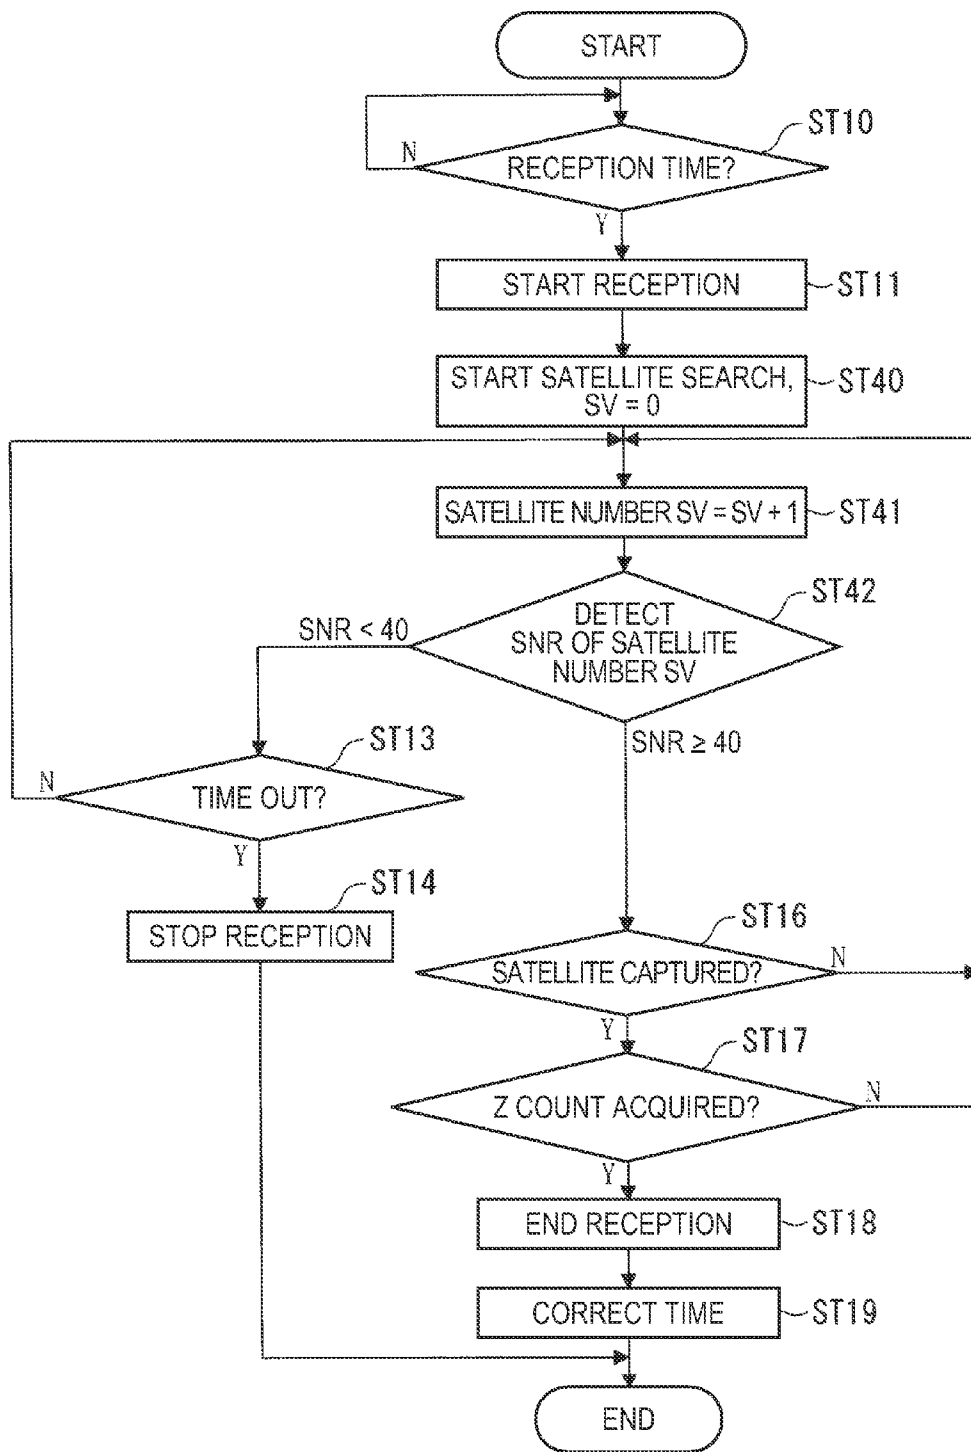 START
ST10
N
RECEPTION TIME?
Y
START RECEPTION
ST11
START SATELLITE SEARCH,
SV = 0
ST40
SATELLITE NUMBER SV = SV + 1
ST41
ST42
SNR < 40
DETECT
SNR OF SATELLITE
NUMBER SV
ST13
SNR ≥ 40
N
TIME OUT?
Y
ST14
STOP RECEPTION
ST16
SATELLITE CAPTURED?
N
Y
ST17
Z COUNT ACQUIRED?
N
Y
END RECEPTION
ST18
CORRECT TIME
ST19
END